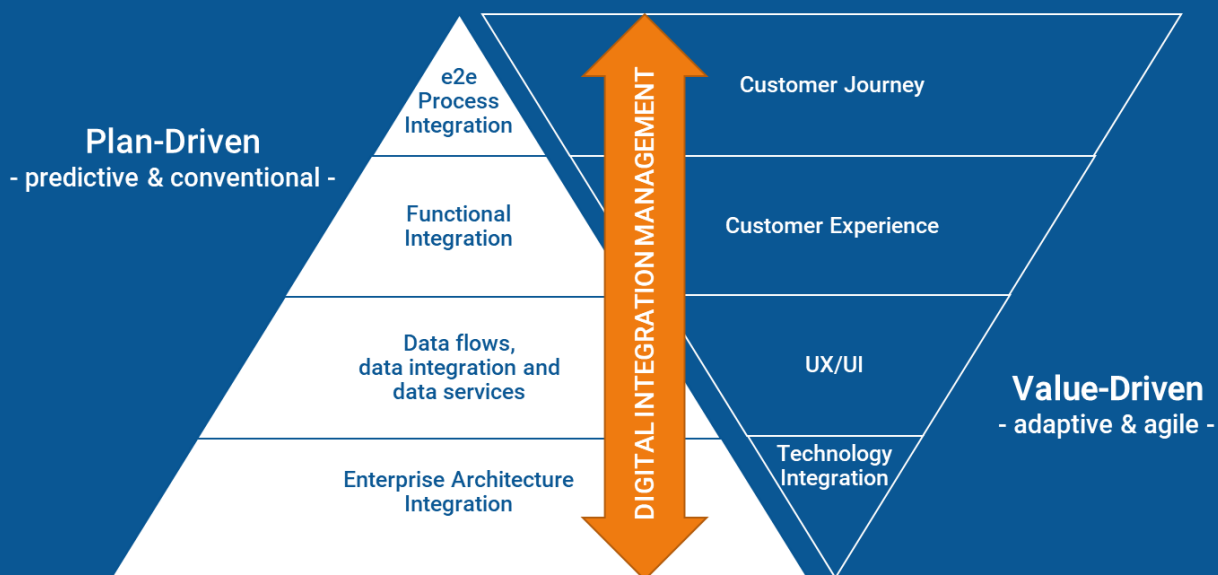 Plan-Driven
- predictive & conventional -
e2e
Process
Integration
Functional
Integration
Data flows,
data integration and
data services
Enterprise Architecture
Integration
DIGITAL INTEGRATION MANAGEMENT
Customer Journey
Customer Experience
UX/UI
Technology
Integration
Value-Driven
- adaptive & agile -